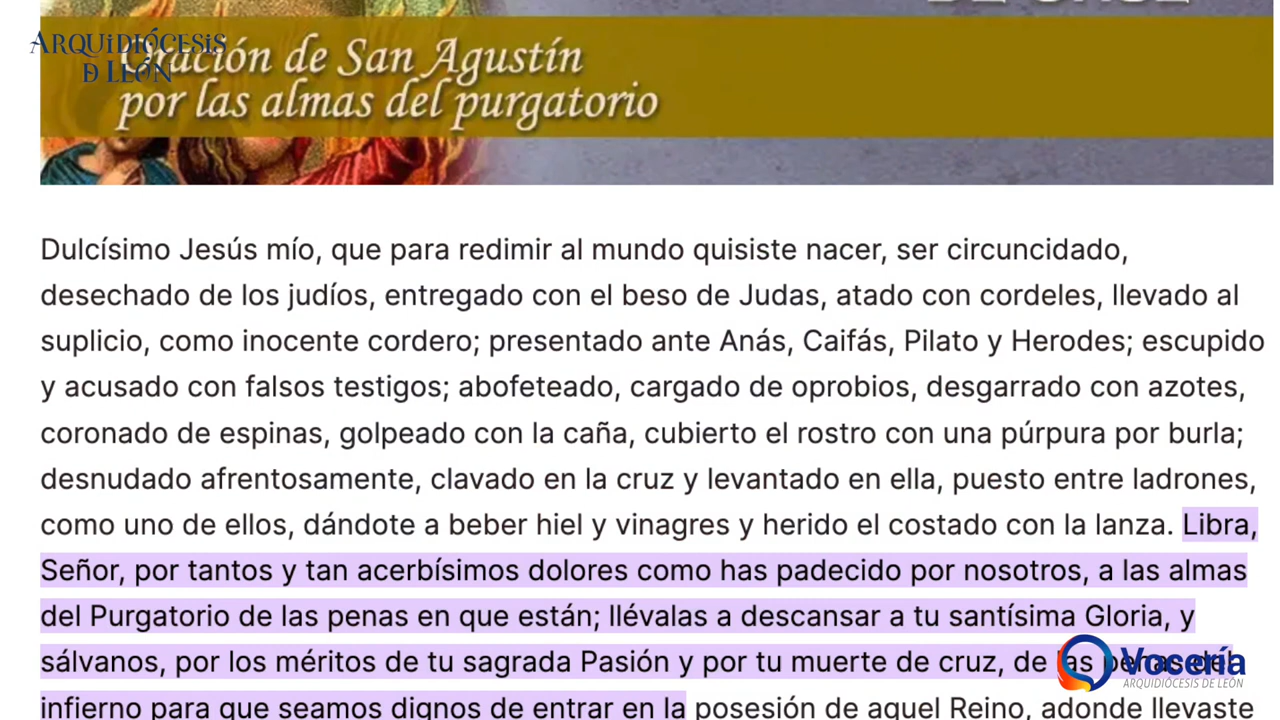 ARQUIDIÓCESIS
D LEÓN
Oración de San Agustín
por las almas del purgatorio
Dulcísimo Jesús mío, que para redimir al mundo quisiste nacer, ser circuncidado,
desechado de los judíos, entregado con el beso de Judas, atado con cordeles, llevado al
suplicio, como inocente cordero; presentado ante Anás, Caifás, Pilato y Herodes; escupido
y acusado con falsos testigos; abofeteado, cargado de oprobios, desgarrado con azotes,
coronado de espinas, golpeado con la caña, cubierto el rostro con una púrpura por burla;
desnudado afrentosamente, clavado en la cruz y levantado en ella, puesto entre ladrones,
como uno de ellos, dándote a beber hiel y vinagres y herido el costado con la lanza. Libra,
Señor, por tantos y tan acerbísimos dolores como has padecido por nosotros, a las almas
del Purgatorio de las penas en que están; llévalas a descansar a tu santísima Gloria, y
sálvanos, por los méritos de tu sagrada Pasión y por tu muerte de cruz, de las penas del
infierno para que seamos dignos de entrar en la posesión de aquel Reino, adonde llevaste
Vocería
ARQUIDIÓCESIS DE LEÓN